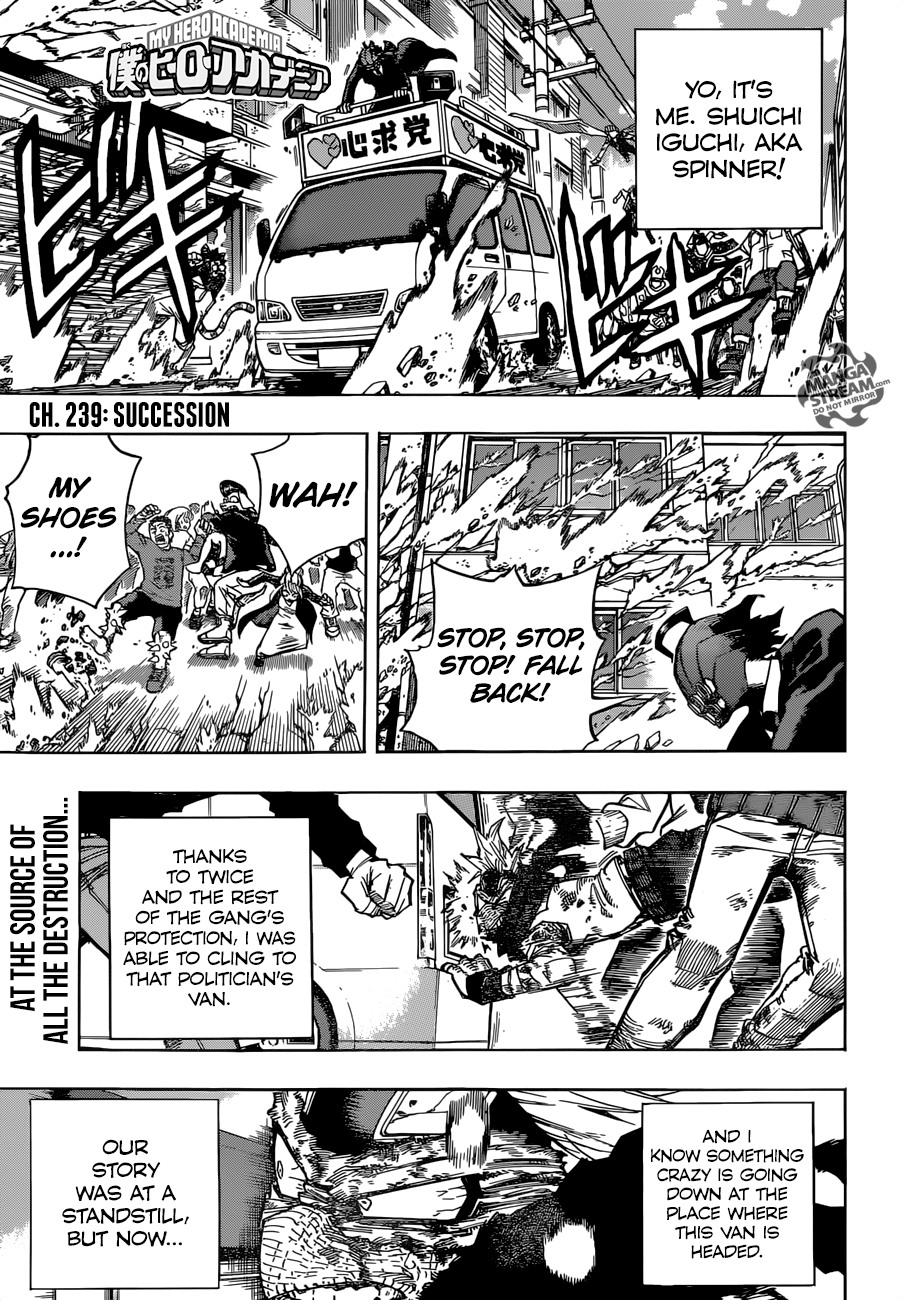 MY HERO ACADEMIA
僕のヒーローアカデミア
YO, IT'S
ME. SHUICHI
IGUCHI, AKA
SPINNER!
心求党
心求党
ビキ
ビキ
MANGA
STREAM.com
DO NOT MIRROR
CH. 239: SUCCESSION
STOP, STOP,
STOP! FALL
BACK!
WAH!
MY
SHOES
...!
AT THE SOURCE OF
ALL THE DESTRUCTION...
THANKS
TO TWICE
AND THE REST
OF THE GANG'S
PROTECTION, I WAS
ABLE TO CLING TO
THAT POLITICIAN'S
VAN.
AND I
KNOW SOMETHING
CRAZY IS GOING
DOWN AT THE
PLACE WHERE
THIS VAN IS
HEADED.
OUR
STORY
WAS AT A
STANDSTILL,
BUT NOW...